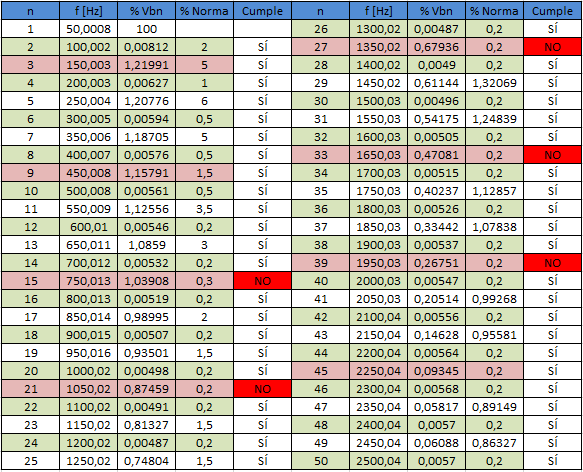 n f [Hz] % Vbn % Norma Cumple n f [Hz] % Vbn % Norma Cumple
1 50,0008 100 26 1300,02 0,00487 0,2 SÍ
2 100,002 0,00812 2 SÍ 27 1350,02 0,67936 0,2 NO
3 150,003 1,21991 5 SÍ 28 1400,02 0,0049 0,2 SÍ
4 200,003 0,00627 1 SÍ 29 1450,02 0,61144 1,32069 SÍ
5 250,004 1,20776 6 SÍ 30 1500,03 0,00496 0,2 SÍ
6 300,005 0,00594 0,5 SÍ 31 1550,03 0,54175 1,24839 SÍ
7 350,006 1,18705 5 SÍ 32 1600,03 0,00505 0,2 SÍ
8 400,007 0,00576 0,5 SÍ 33 1650,03 0,47081 0,2 NO
9 450,008 1,15791 1,5 SÍ 34 1700,03 0,00515 0,2 SÍ
10 500,008 0,00561 0,5 SÍ 35 1750,03 0,40237 1,12857 SÍ
11 550,009 1,12556 3,5 SÍ 36 1800,03 0,00526 0,2 SÍ
12 600,01 0,00546 0,2 SÍ 37 1850,03 0,33442 1,07838 SÍ
13 650,011 1,0859 3 SÍ 38 1900,03 0,00537 0,2 SÍ
14 700,012 0,00532 0,2 SÍ 39 1950,03 0,26751 0,2 NO
15 750,013 1,03908 0,3 NO 40 2000,03 0,00547 0,2 SÍ
16 800,013 0,00519 0,2 SÍ 41 2050,03 0,20514 0,99268 SÍ
17 850,014 0,98995 2 SÍ 42 2100,04 0,00556 0,2 SÍ
18 900,015 0,00507 0,2 SÍ 43 2150,04 0,14628 0,95581 SÍ
19 950,016 0,93501 1,5 SÍ 44 2200,04 0,00564 0,2 SÍ
20 1000,02 0,00498 0,2 SÍ 45 2250,04 0,09345 0,2 SÍ
21 1050,02 0,87459 0,2 NO 46 2300,04 0,00568 0,2 SÍ
22 1100,02 0,00491 0,2 SÍ 47 2350,04 0,05817 0,89149 SÍ
23 1150,02 0,81327 1,5 SÍ 48 2400,04 0,0057 0,2 SÍ
24 1200,02 0,00487 0,2 SÍ 49 2450,04 0,06088 0,86327 SÍ
25 1250,02 0,74804 1,5 SÍ 50 2500,04 0,0057 0,2 SÍ